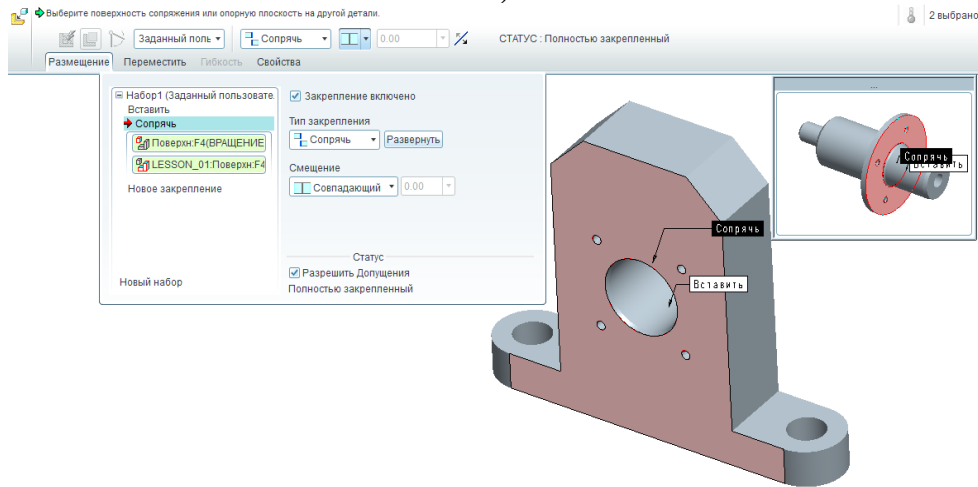 Выберите поверхность сопряжения или опорную плоскость на другой детали.
2 выбрано
Заданный поль
Сопрячь
0.00
СТАТУС : Полностью закрепленный
Размещение Переместить Гибкость Свойства
Набор1 (Заданный пользовате.
Вставить
Сопрячь
Поверхн:F4(ВРАЩЕНИЕ
LESSON_01:Поверхн:F4
Новое закрепление
Новый набор
Закрепление включено
Тип закрепления
Сопрячь
Развернуть
Смещение
Совпадающий
0.00
Статус
Разрешить Допущения
Полностью закрепленный
Сопрячь
Вставить
...
Сопрячь
Вставить